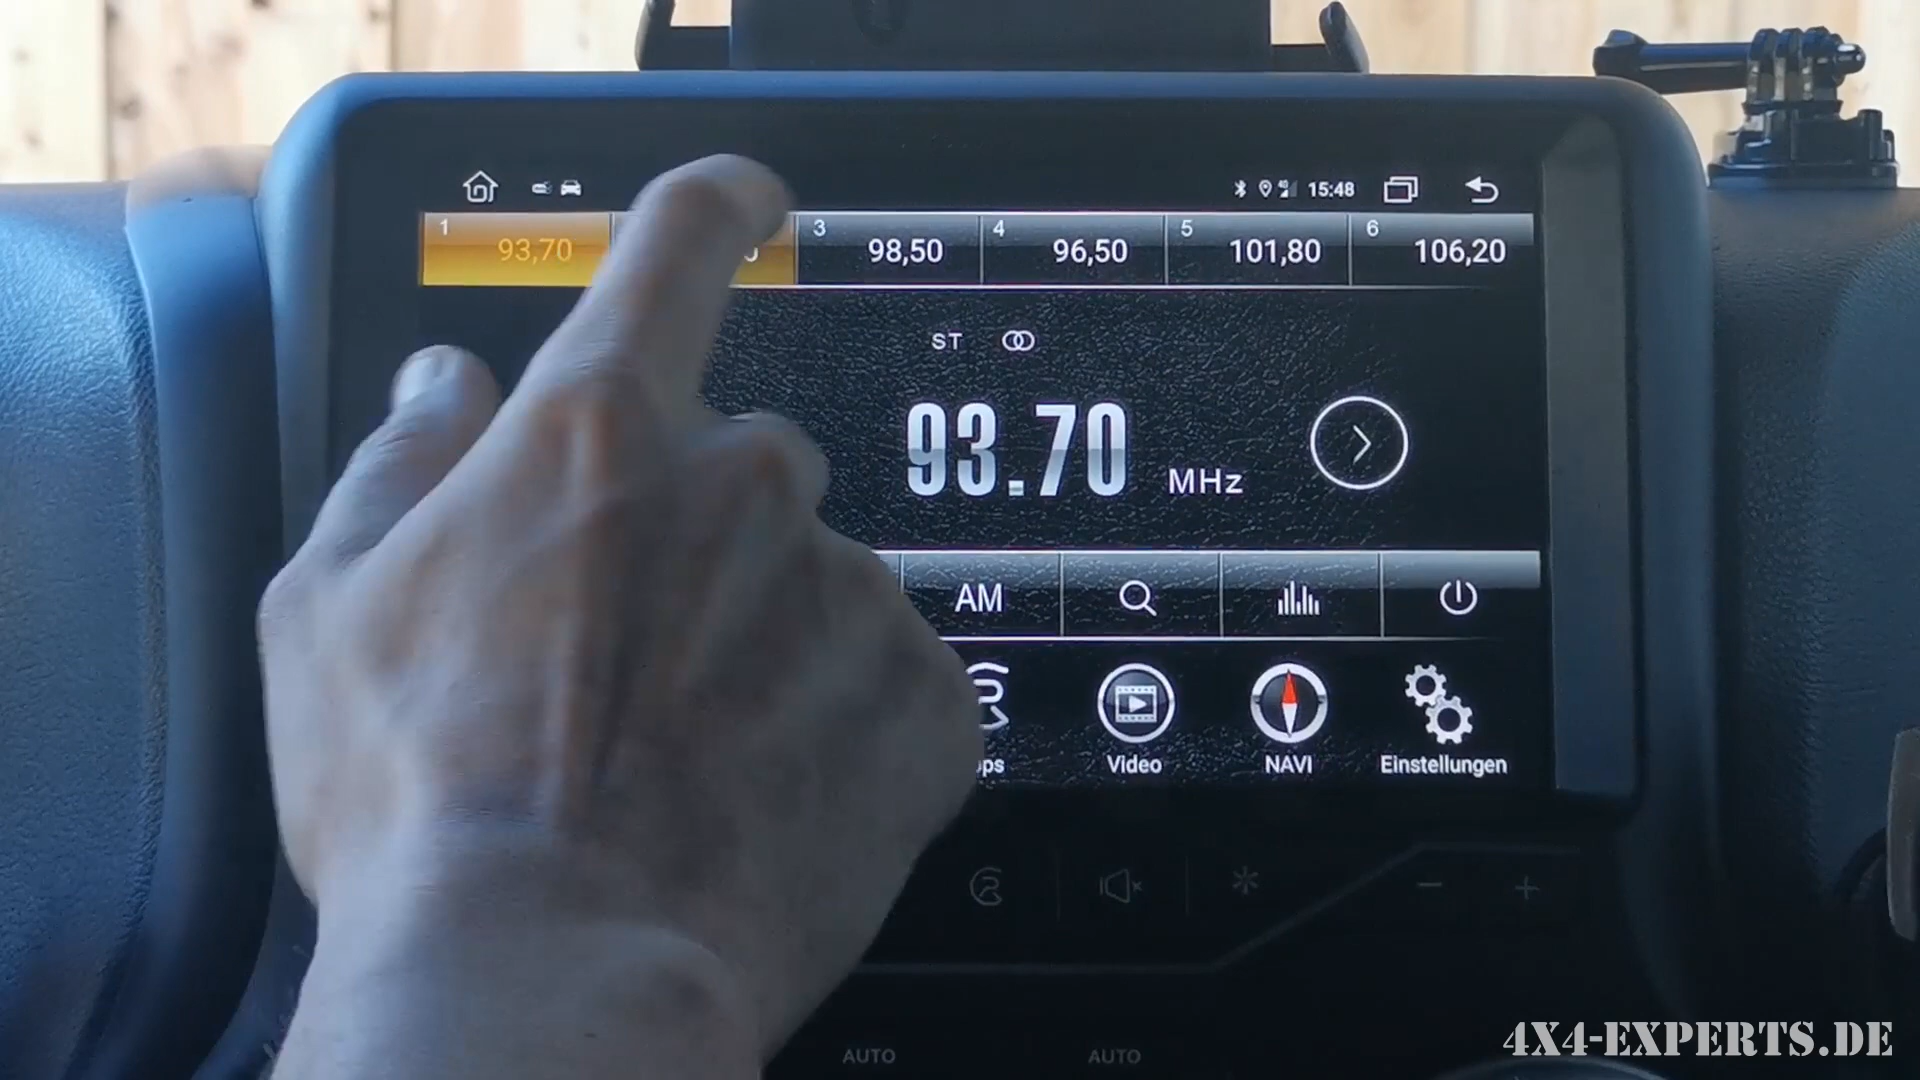 15:48
1 93,70
3 98,50
4 96,50
5 101,80
6 106,20
ST
93.70 MHz
AM
Video NAVI Einstellungen
AUTO AUTO
4X4-EXPERTS.DE